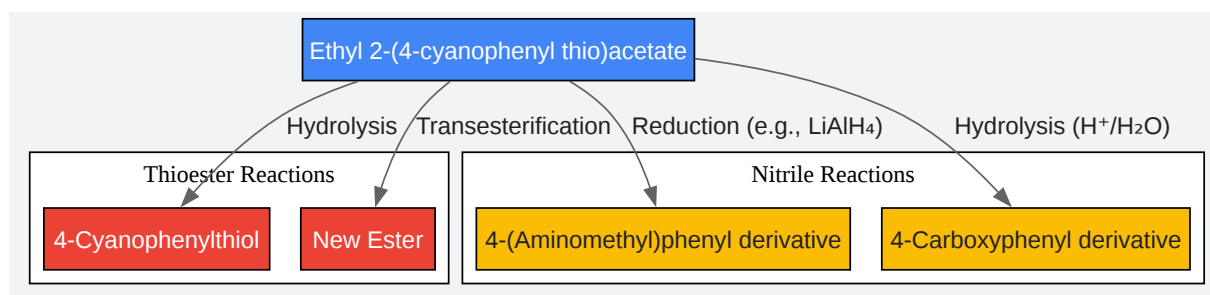 Ethyl 2-(4-cyanophenyl thio)acetate
Hydrolysis
Transesterification
Reduction (e.g., LiAlH₄)
Hydrolysis (H⁺/H₂O)
Thioester Reactions
Nitrile Reactions
4-Cyanophenylthiol
New Ester
4-(Aminomethyl)phenyl derivative
4-Carboxyphenyl derivative